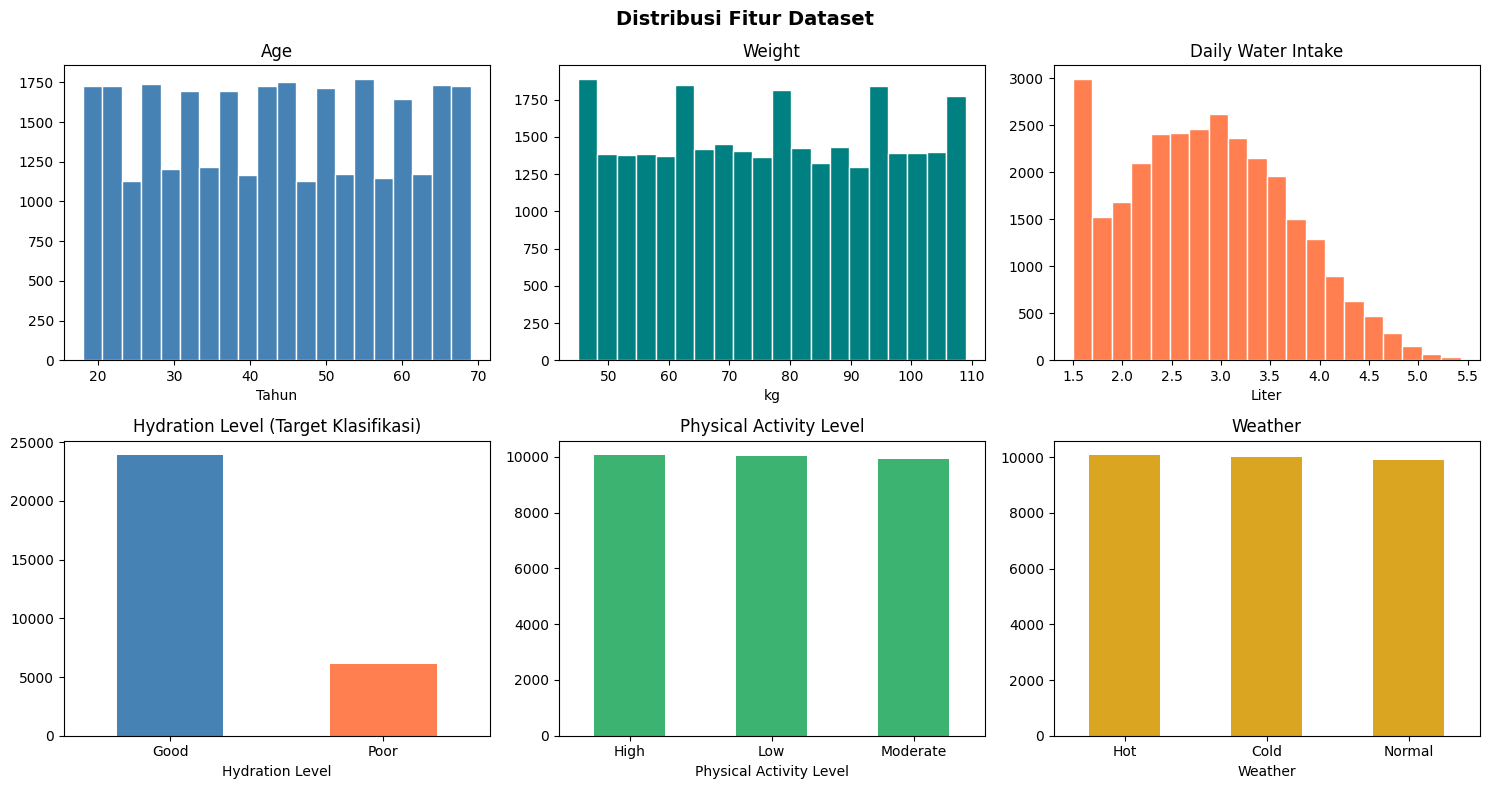 Distribusi Fitur Dataset
Age
1750
1500
1250
1000
750
500
250
0
20 30 40 50 60 70
Tahun
Weight
1750
1500
1250
1000
750
500
250
0
50 60 70 80 90 100 110
kg
Daily Water Intake
3000
2500
2000
1500
1000
500
0
1.5 2.0 2.5 3.0 3.5 4.0 4.5 5.0 5.5
Liter
Hydration Level (Target Klasifikasi)
25000
20000
15000
10000
5000
0
Good Poor
Hydration Level
Physical Activity Level
10000
8000
6000
4000
2000
0
High Low Moderate
Physical Activity Level
Weather
10000
8000
6000
4000
2000
0
Hot Cold Normal
Weather